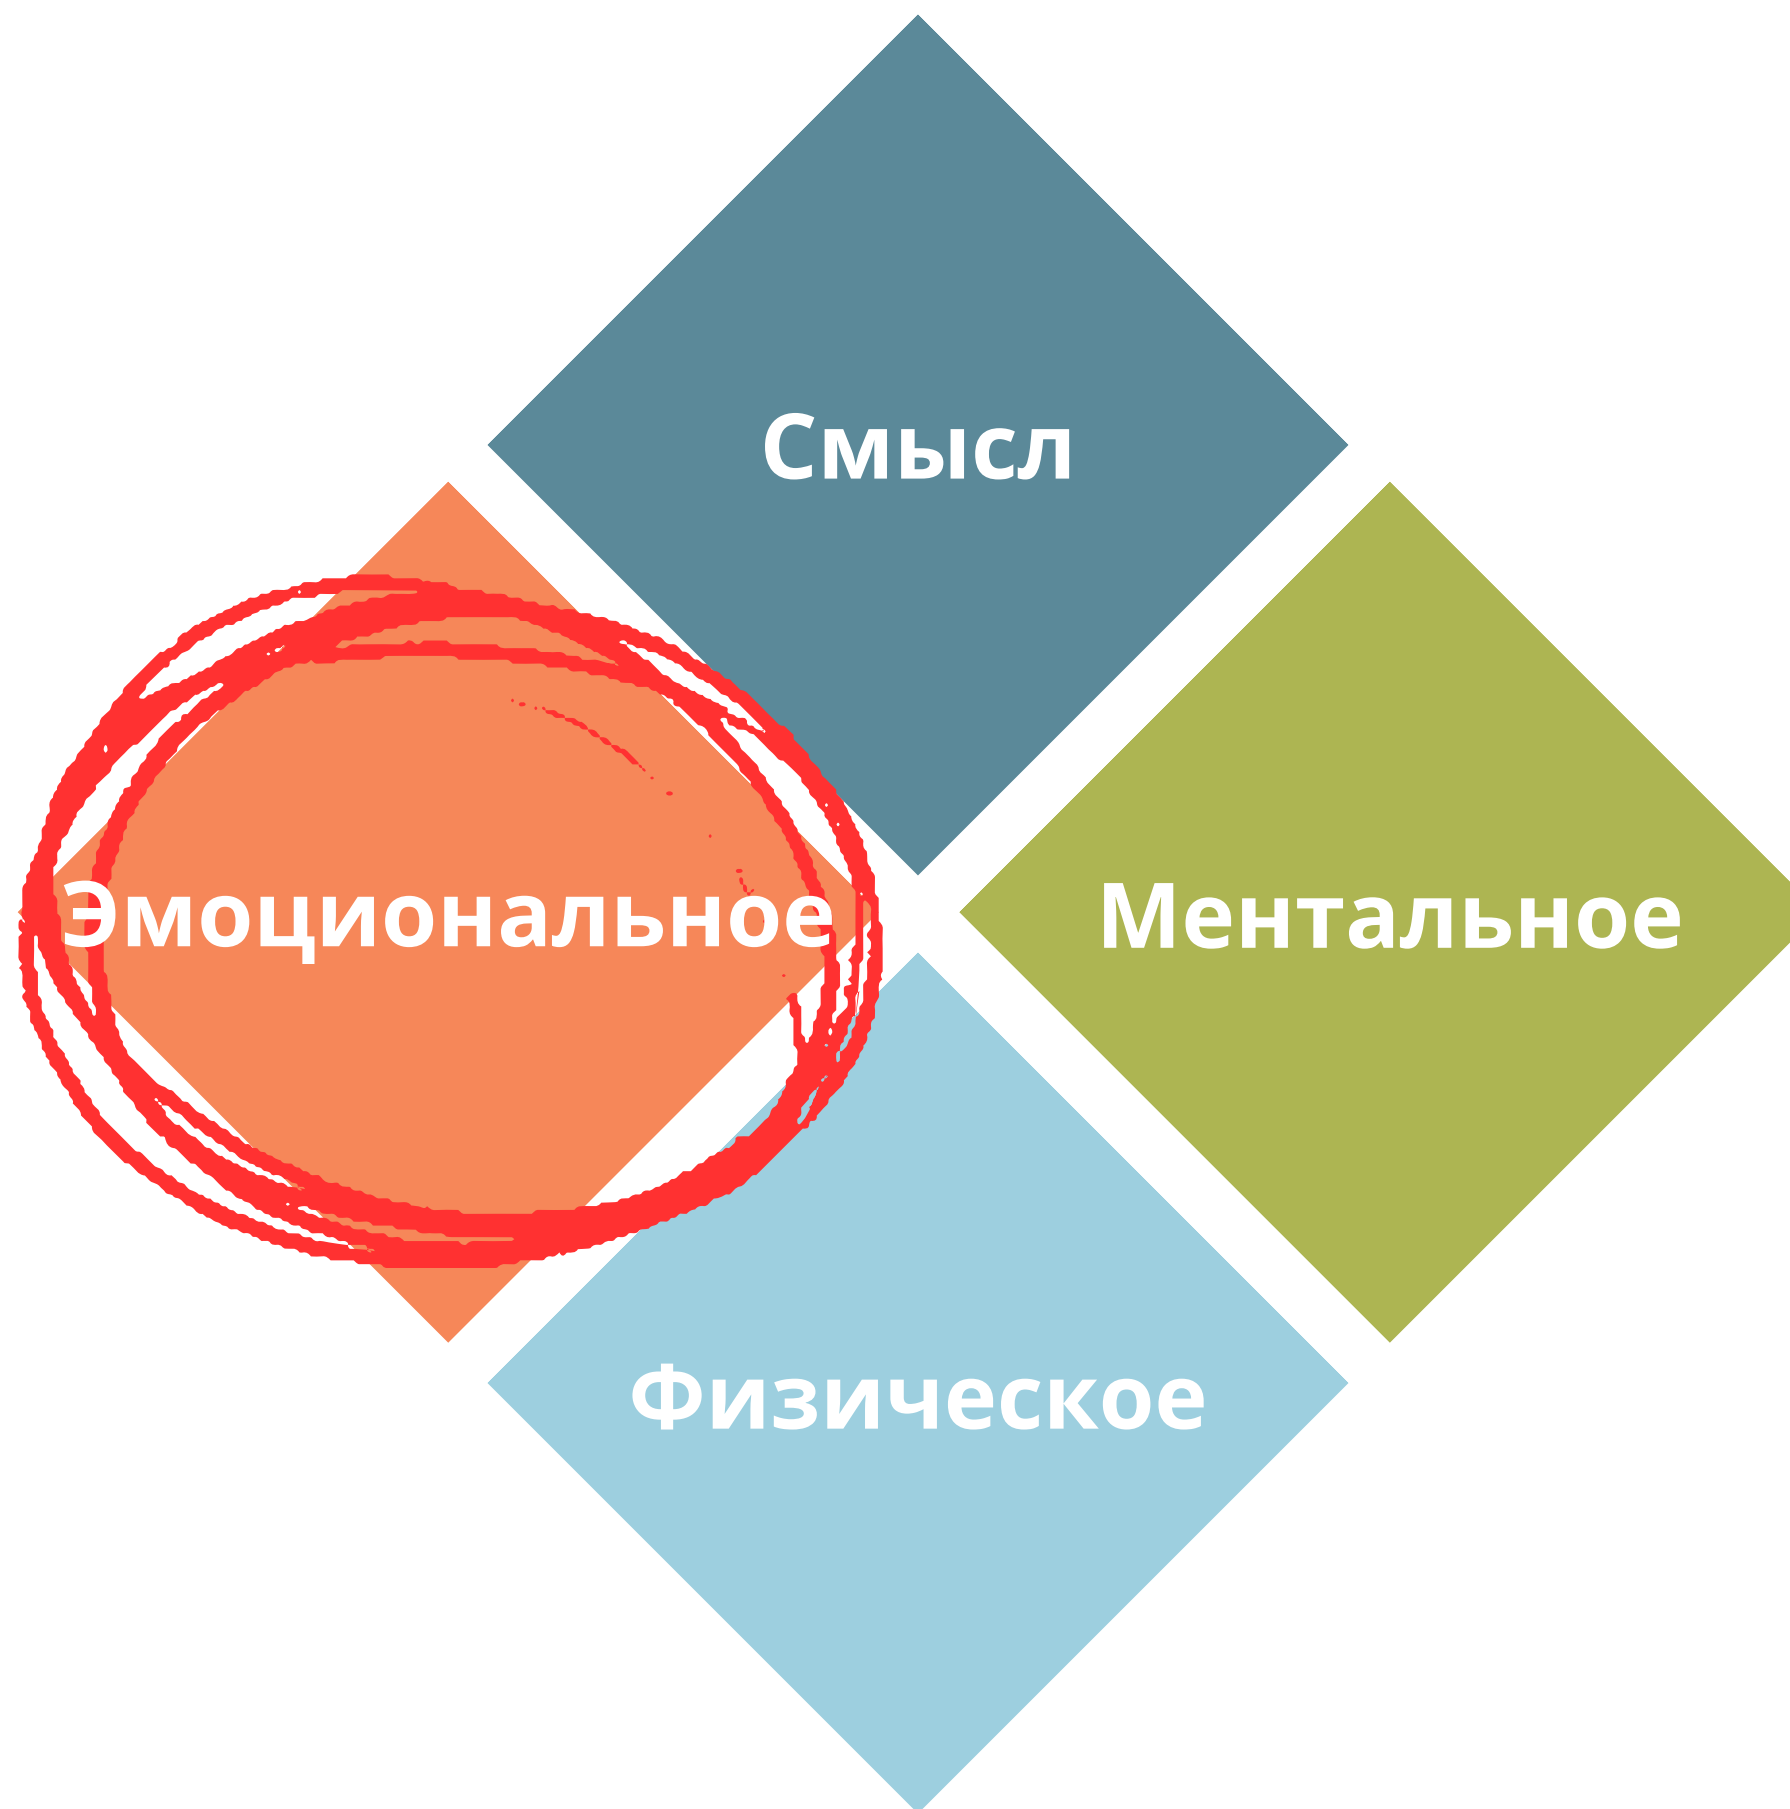 Смысл
Эмоциональное
Ментальное
Физическое